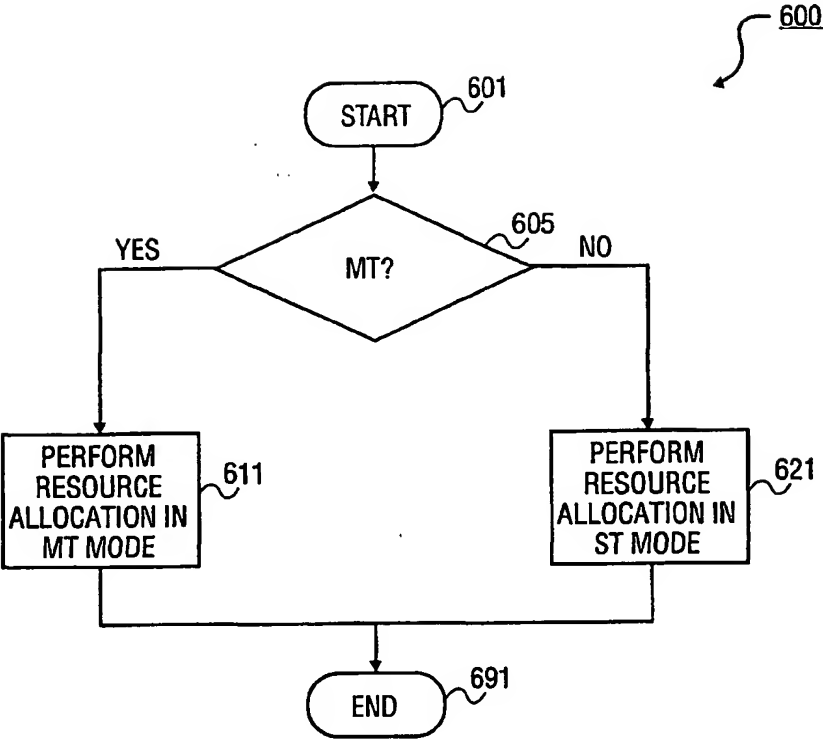 600
START
601
605
YES
MT?
NO
PERFORM
RESOURCE
ALLOCATION IN
MT MODE
611
PERFORM
RESOURCE
ALLOCATION IN
ST MODE
621
END
691